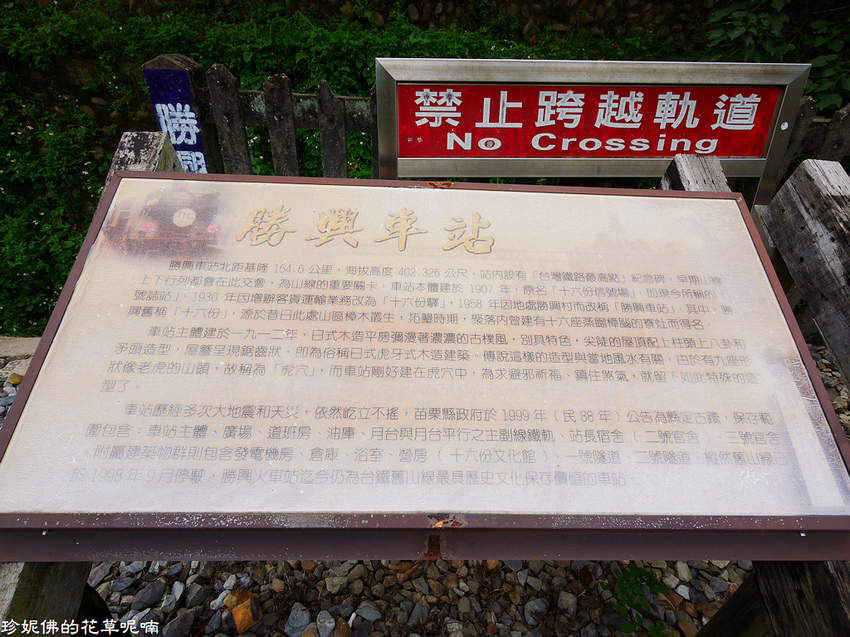 勝
禁止跨越軌道
No Crossing
勝興車站
勝興車站北距基隆 164.6 公里，海拔高度 402.326 公尺，站內設有「台灣鐵路最高點」紀念碑，早期山線
上下行列都會在此交會，為山線的重要關卡。車站本體建於 1907 年，原名「十六份信號場」，即現今所稱的「
號誌站」，1930 年因增辦客貨運輸業務改為「十六份驛」，1958 年因地處勝興村而改稱「勝興車站」。其中，勝
興舊稱「十六份」，源於昔日此處山區樟木叢生，拓墾時期，聚落內曾建有十六座蒸餾樟腦的寮灶而得名。
車站主體建於一九一二年，日式木造平房彌漫著濃濃的古樸風，別具特色，尖陡的屋頂配上柱頭上八卦和
矛頭造型，屋簷呈現鋸齒狀，即為俗稱日式虎牙式木造建築。傳說這樣的造型與當地風水有關，由於有九座形
狀像老虎的山頭，故稱為「虎穴」，而車站剛好建在虎穴中，為求避邪祈福、鎮住煞氣，就留下如此特殊的造
型了。
車站歷經多次大地震和天災，依然屹立不搖，苗栗縣政府於 1999 年（民 88 年）公告為縣定古蹟，保存範
圍包含：車站主體、廣場、道班房、油庫、月台與月台平行之主副線鐵軌、站長宿舍（二號官舍）、三號官舍
，附屬建築物群則包含發電機房、倉庫、浴室、營房（十六份文化館）、一號隧道、二號隧道，縱然舊山線已
於 1998 年 9 月停駛，勝興火車站迄今仍為台鐵舊山線最具歷史文化保存價值的車站。
珍妮佛的花草呢喃